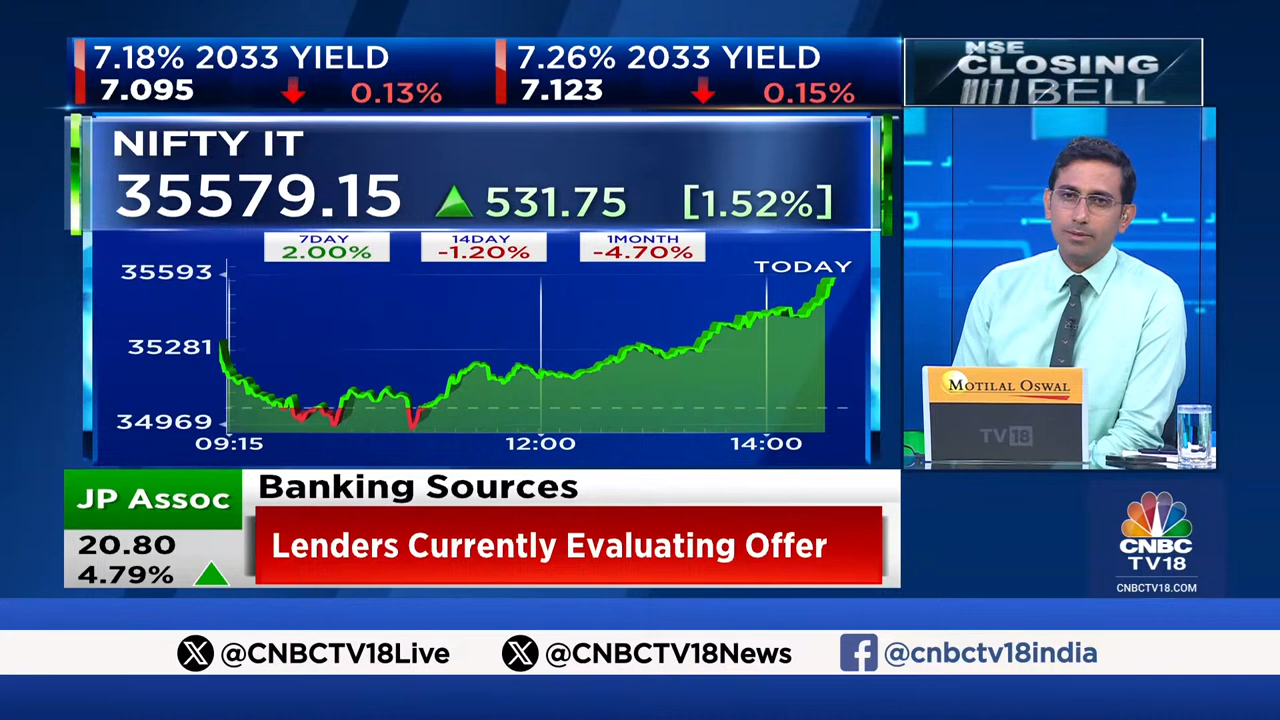 7.18% 2033 YIELD
7.095 0.13%
7.26% 2033 YIELD
7.123 0.15%
NSE
CLOSING
BELL
NIFTY IT
35579.15 531.75 [1.52%]
7DAY
2.00%
14DAY
-1.20%
1MONTH
-4.70%
TODAY
35593
35281
34969
09:15 12:00 14:00
MOTILAL OSWAL
TV18
JP Assoc
20.80
4.79%
Banking Sources
Lenders Currently Evaluating Offer
CNBC
TV18
CNBCTV18.COM
@CNBCTV18Live @CNBCTV18News @cnbctv18india